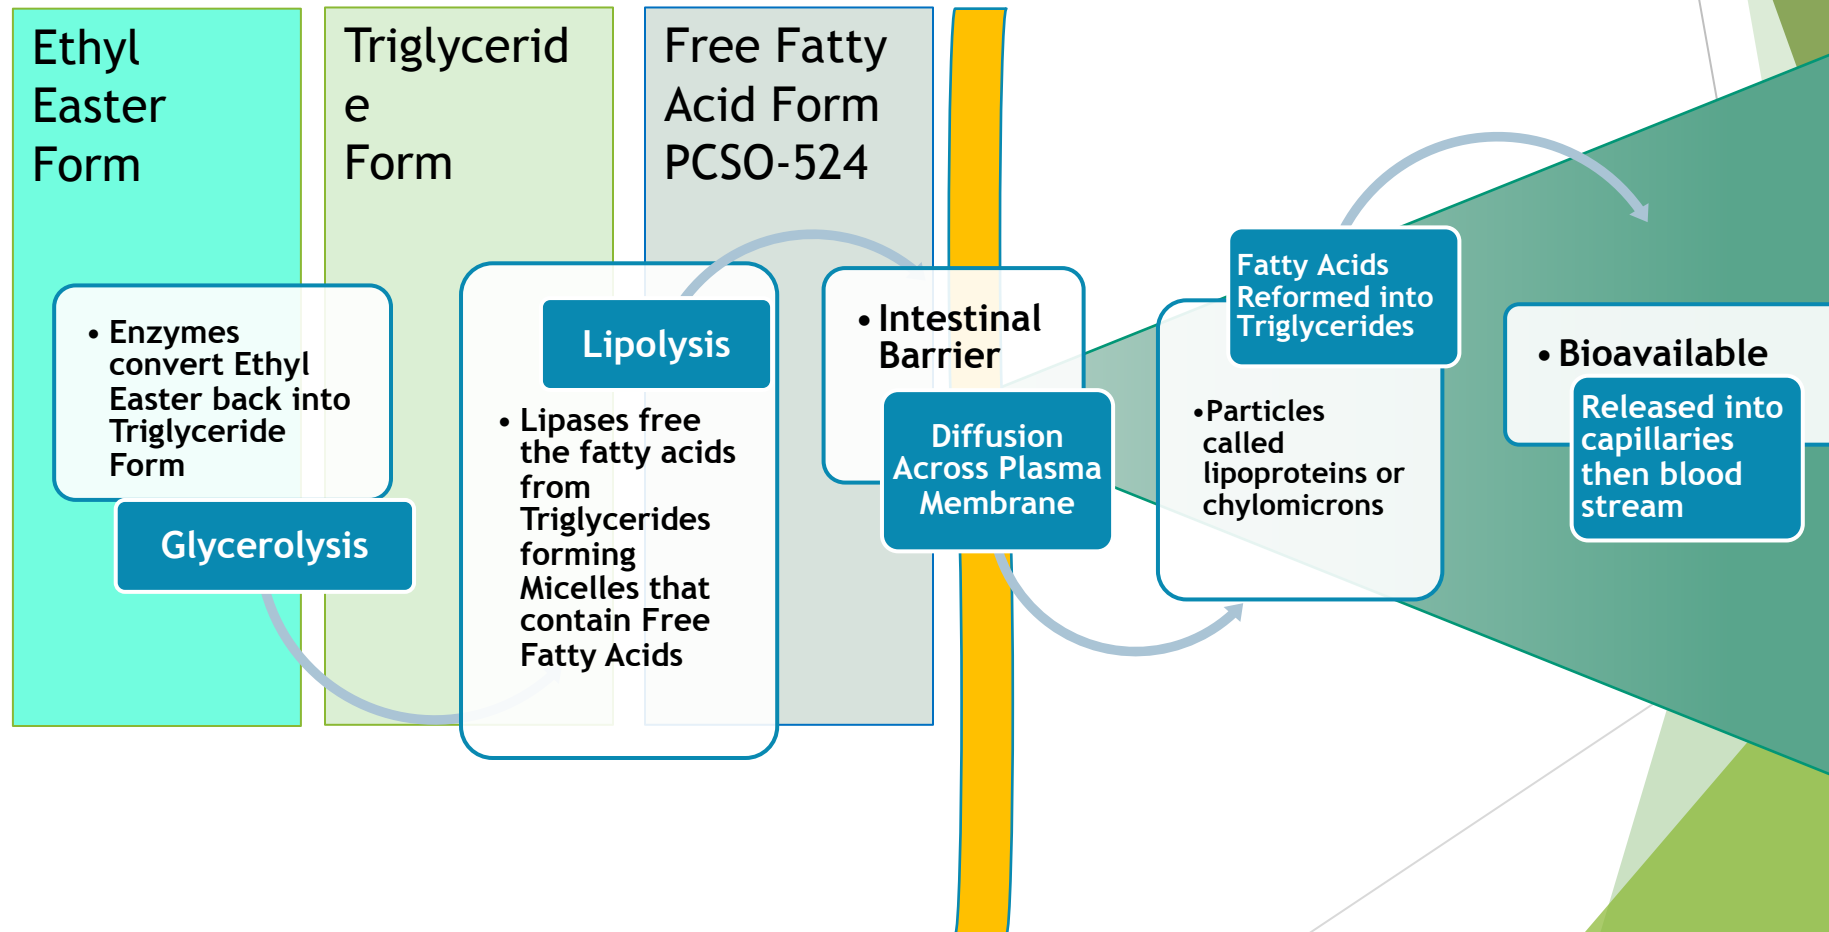 Ethyl
Easter
Form
Triglycerid
e
Form
Free Fatty
Acid Form
PCSO-524
• Enzymes
convert Ethyl
Easter back into
Triglyceride
Form
Glycerolysis
Lipolysis
• Lipases free
the fatty acids
from
Triglycerides
forming
Micelles that
contain Free
Fatty Acids
• Intestinal
Barrier
Diffusion
Across Plasma
Membrane
Fatty Acids
Reformed into
Triglycerides
•Particles
called
lipoproteins or
chylomicrons
• Bioavailable
Released into
capillaries
then blood
stream